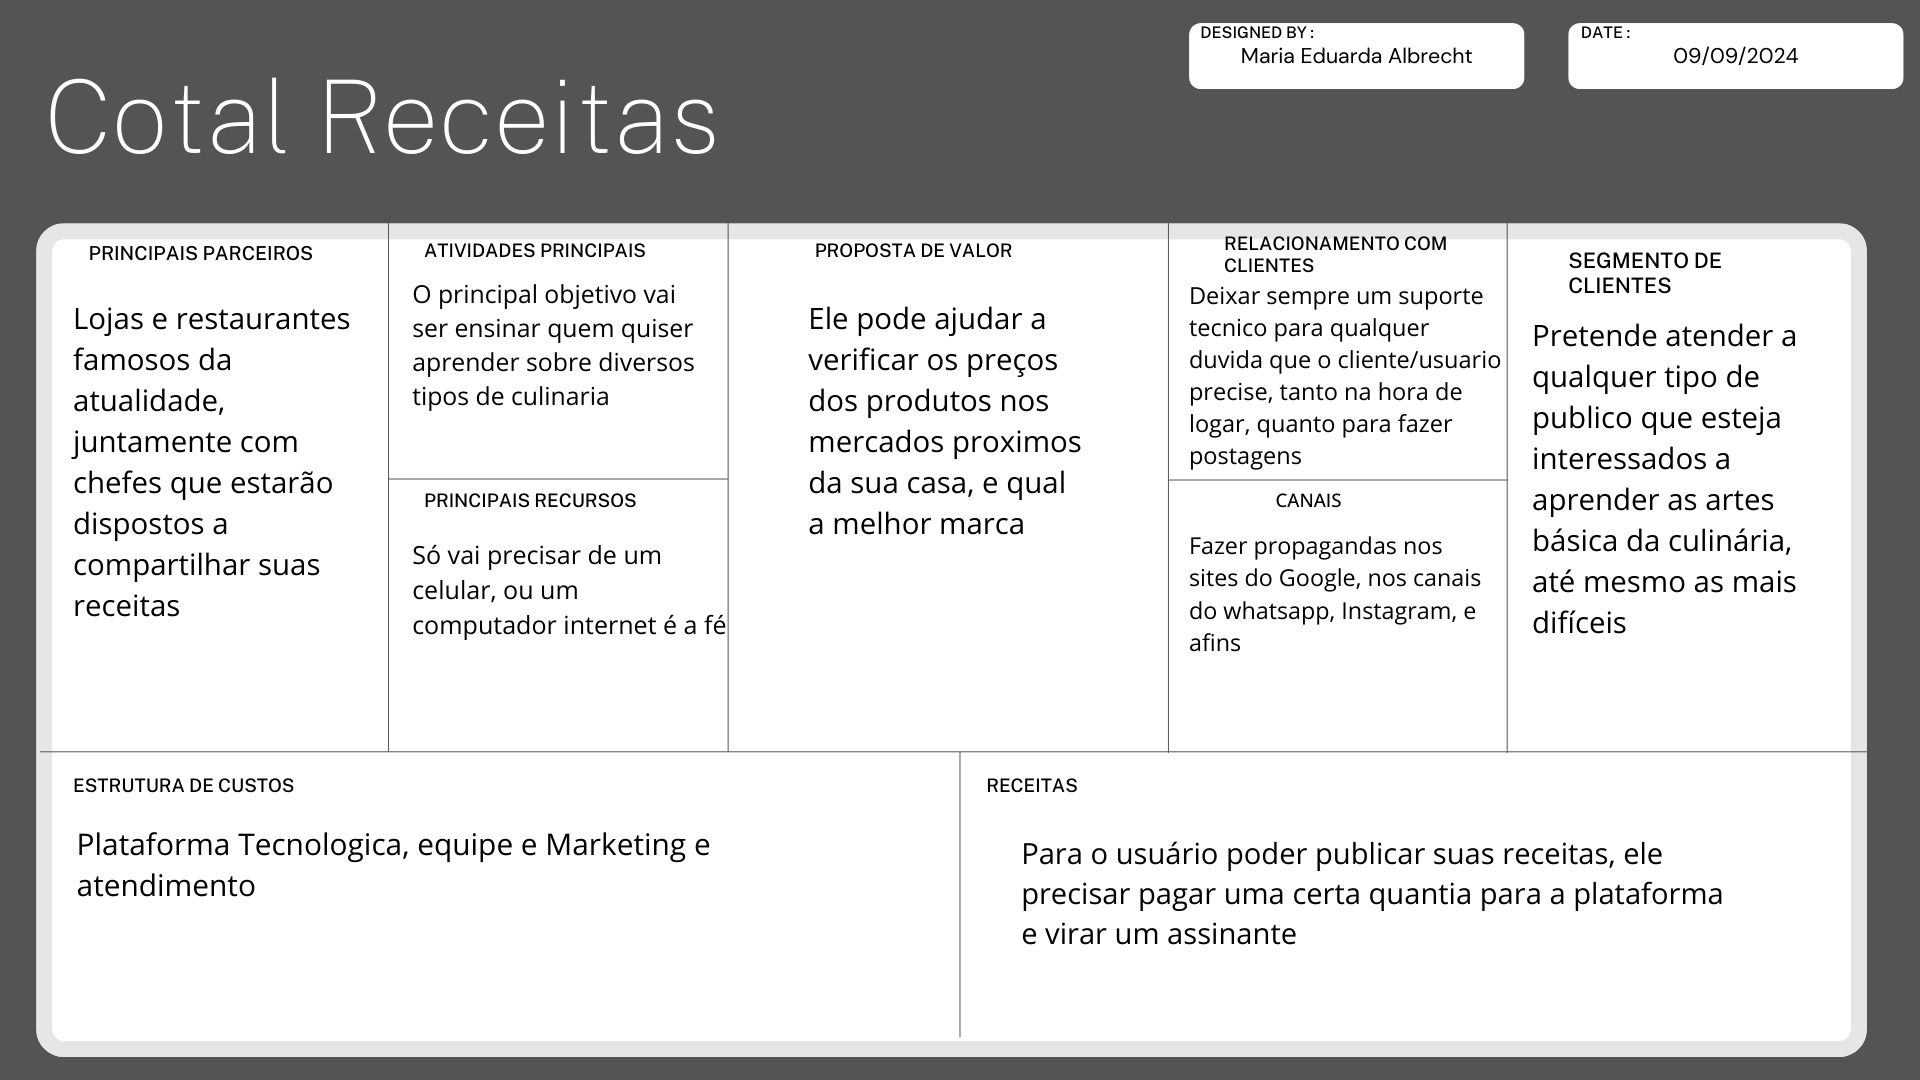 DESIGNED BY :
Maria Eduarda Albrecht
DATE :
09/09/2024
Cotal Receitas
PRINCIPAIS PARCEIROS
Lojas e restaurantes
famosos da
atualidade,
juntamente com
chefes que estarão
dispostos a
compartilhar suas
receitas
ATIVIDADES PRINCIPAIS
O principal objetivo vai
ser ensinar quem quiser
aprender sobre diversos
tipos de culinaria
PRINCIPAIS RECURSOS
Só vai precisar de um
celular, ou um
computador internet é a fé
PROPOSTA DE VALOR
Ele pode ajudar a
verificar os preços
dos produtos nos
mercados proximos
da sua casa, e qual
a melhor marca
RELACIONAMENTO COM
CLIENTES
Deixar sempre um suporte
tecnico para qualquer
duvida que o cliente/usuario
precise, tanto na hora de
logar, quanto para fazer
postagens
CANAIS
Fazer propagandas nos
sites do Google, nos canais
do whatsapp, Instagram, e
afins
SEGMENTO DE
CLIENTES
Pretende atender a
qualquer tipo de
publico que esteja
interessados a
aprender as artes
básica da culinária,
até mesmo as mais
difíceis
ESTRUTURA DE CUSTOS
Plataforma Tecnologica, equipe e Marketing e
atendimento
RECEITAS
Para o usuário poder publicar suas receitas, ele
precisar pagar uma certa quantia para a plataforma
e virar um assinante